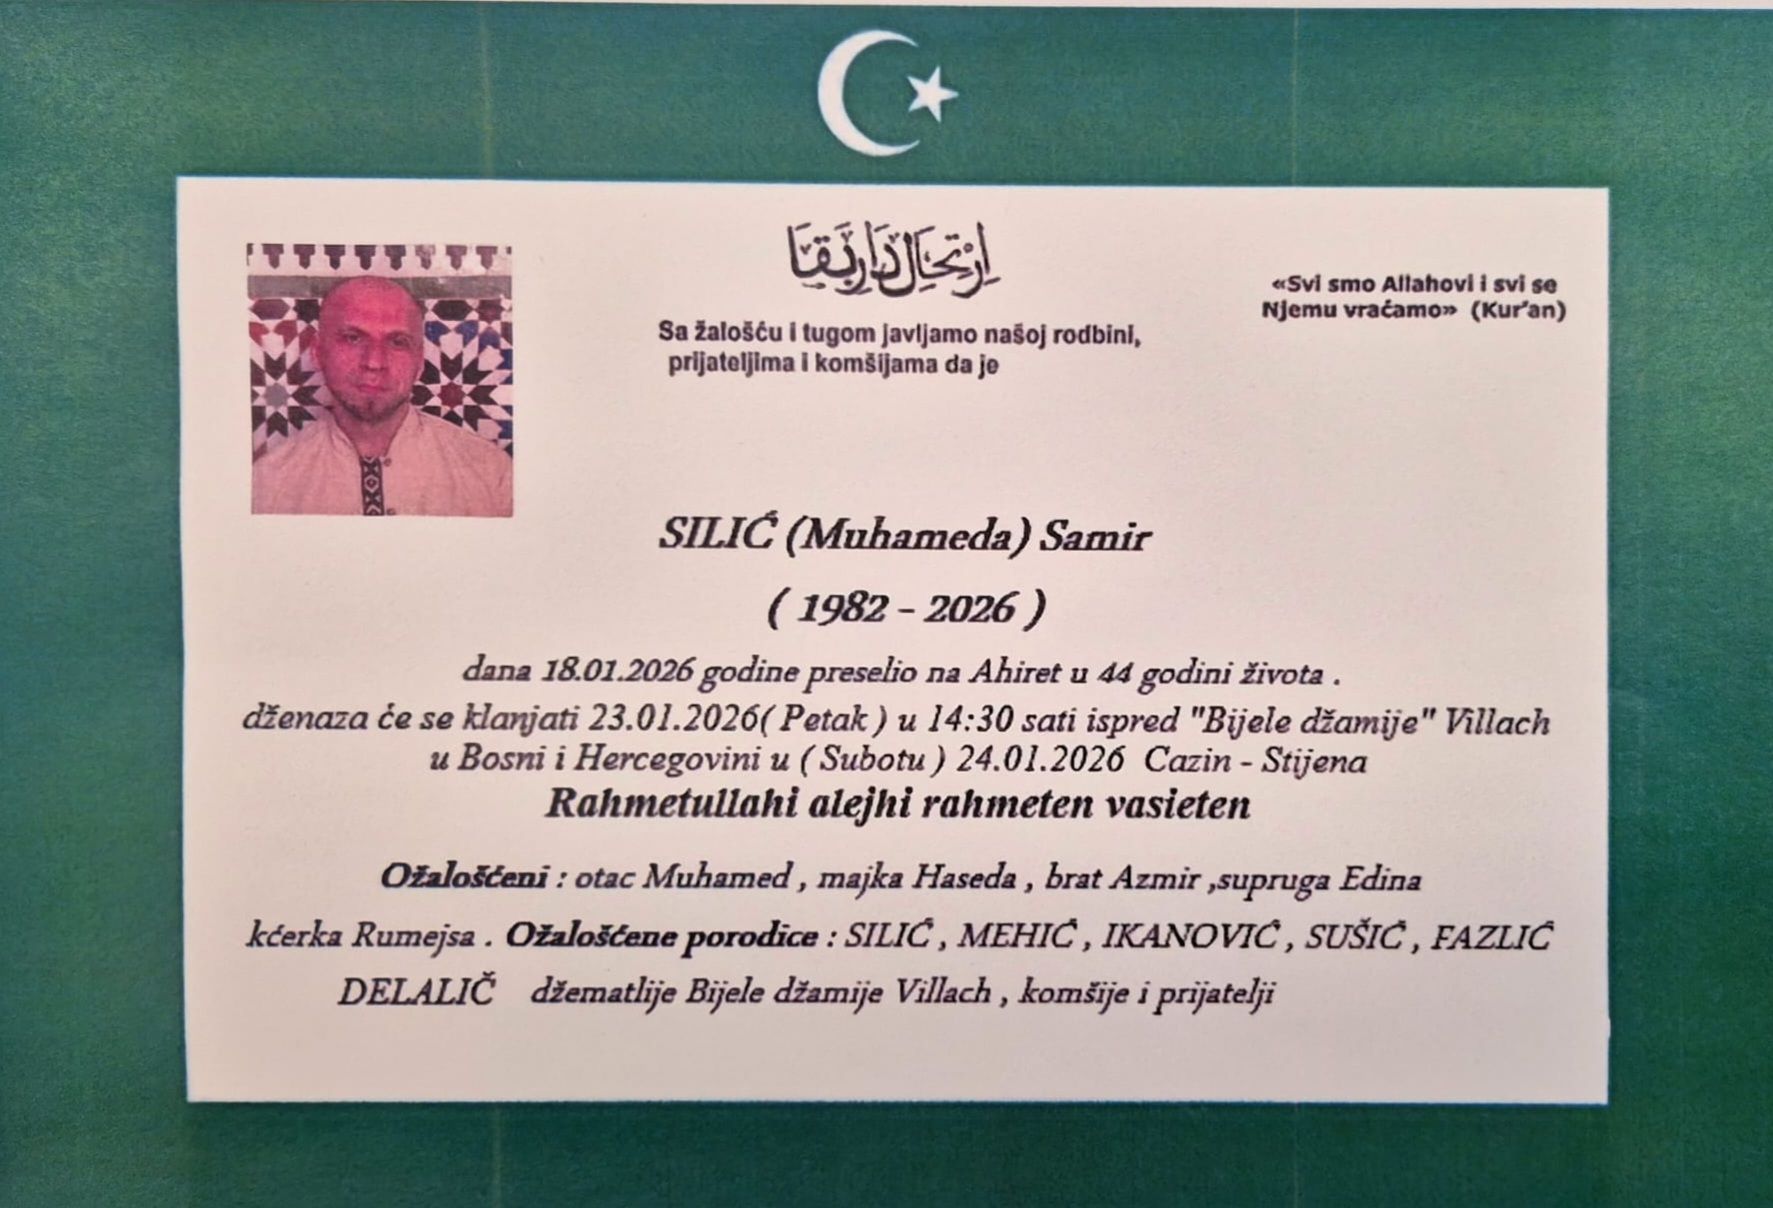 ارتحال دار بقا
«Svi smo Allahovi i svi se
Njemu vraćamo» (Kur'an)
Sa žalošću i tugom javljamo našoj rodbini,
prijateljima i komšijama da je
SILIĆ (Muhameda) Samir
( 1982 - 2026 )
dana 18.01.2026 godine preselio na Ahiret u 44 godini života .
dženaza će se klanjati 23.01.2026( Petak ) u 14:30 sati ispred "Bijele džamije" Villach
u Bosni i Hercegovini u ( Subotu ) 24.01.2026 Cazin - Stijena
Rahmetullahi alejhi rahmeten vasieten
Ožalošćeni : otac Muhamed , majka Haseda , brat Azmir ,supruga Edina
kćerka Rumejsa . Ožalošćene porodice : SILIĆ , MEHIĆ , IKANOVIĆ , SUŠIĆ , FAZLIĆ
DELALIČ džematlije Bijele džamije Villach , komšije i prijatelji